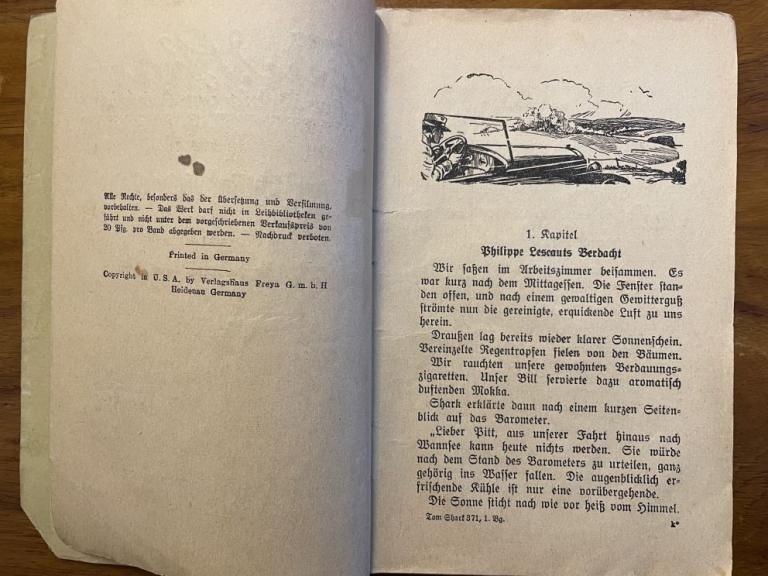 Alle Rechte, besonders das der Übersetzung und Verfilmung,
vorbehalten. — Das Werk darf nicht in Leihbibliotheken ge-
führt und nicht unter dem vorgeschriebenen Verkaufspreis von
20 Pfg. pro Band abgegeben werden. — Nachdruck verboten.
Printed in Germany
Copyright in U.S.A. by Verlagshaus Freya G. m. b. H
Heidenau Germany
1. Kapitel
Philippe Lescauts Verdacht
Wir saßen im Arbeitszimmer beisammen. Es
war kurz nach dem Mittagessen. Die Fenster stan-
den offen, und nach einem gewaltigen Gewitterguß
strömte nun die gereinigte, erquickende Luft zu uns
herein.
Draußen lag bereits wieder klarer Sonnenschein.
Vereinzelte Regentropfen fielen von den Bäumen.
Wir rauchten unsere gewohnten Verdauungs-
zigaretten. Unser Bill servierte dazu aromatisch
duftenden Mokka.
Shark erklärte dann nach einem kurzen Seiten-
blick auf das Barometer.
„Lieber Pitt, aus unserer Fahrt hinaus nach
Wannsee kann heute nichts werden. Sie würde
nach dem Stand des Barometers zu urteilen, ganz
gehörig ins Wasser fallen. Die augenblicklich er-
frischende Kühle ist nur eine vorübergehende.
Die Sonne sticht nach wie vor heiß vom Himmel.
Tom Shark 371, 1. Bg.
k*